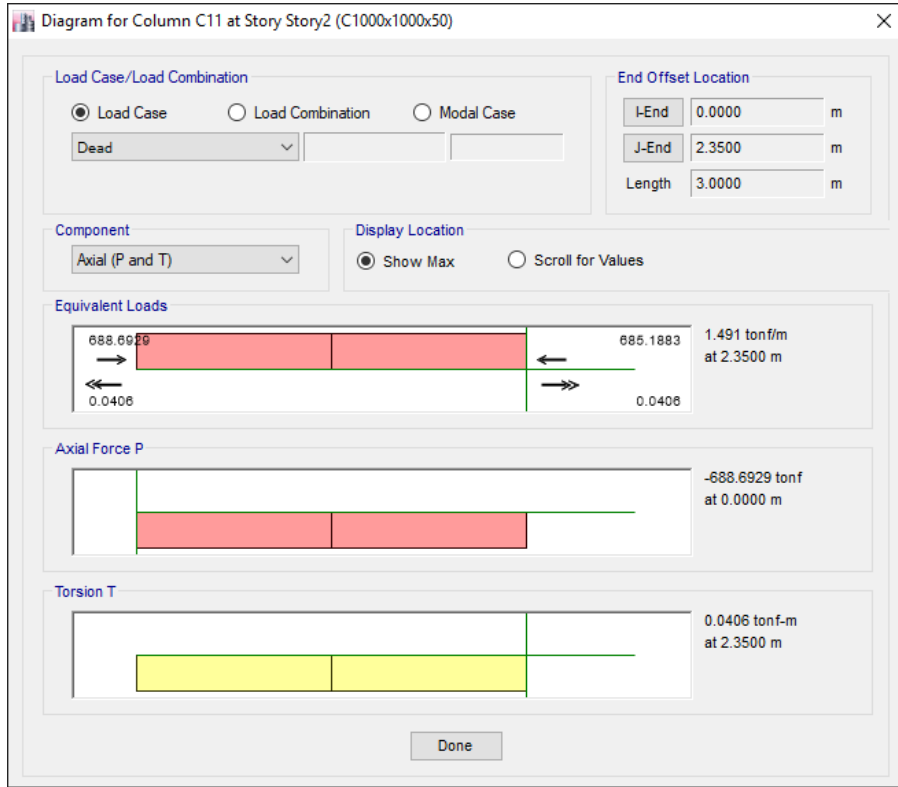 Diagram for Column C11 at Story Story2 (C1000x1000x50)
Load Case/Load Combination
Load Case
Load Combination
Modal Case
Dead
End Offset Location
I-End 0.0000 m
J-End 2.3500 m
Length 3.0000 m
Component
Axial (P and T)
Display Location
Show Max
Scroll for Values
Equivalent Loads
688.6929
685.1883
0.0406
0.0406
1.491 tonf/m
at 2.3500 m
Axial Force P
-688.6929 tonf
at 0.0000 m
Torsion T
0.0406 tonf-m
at 2.3500 m
Done